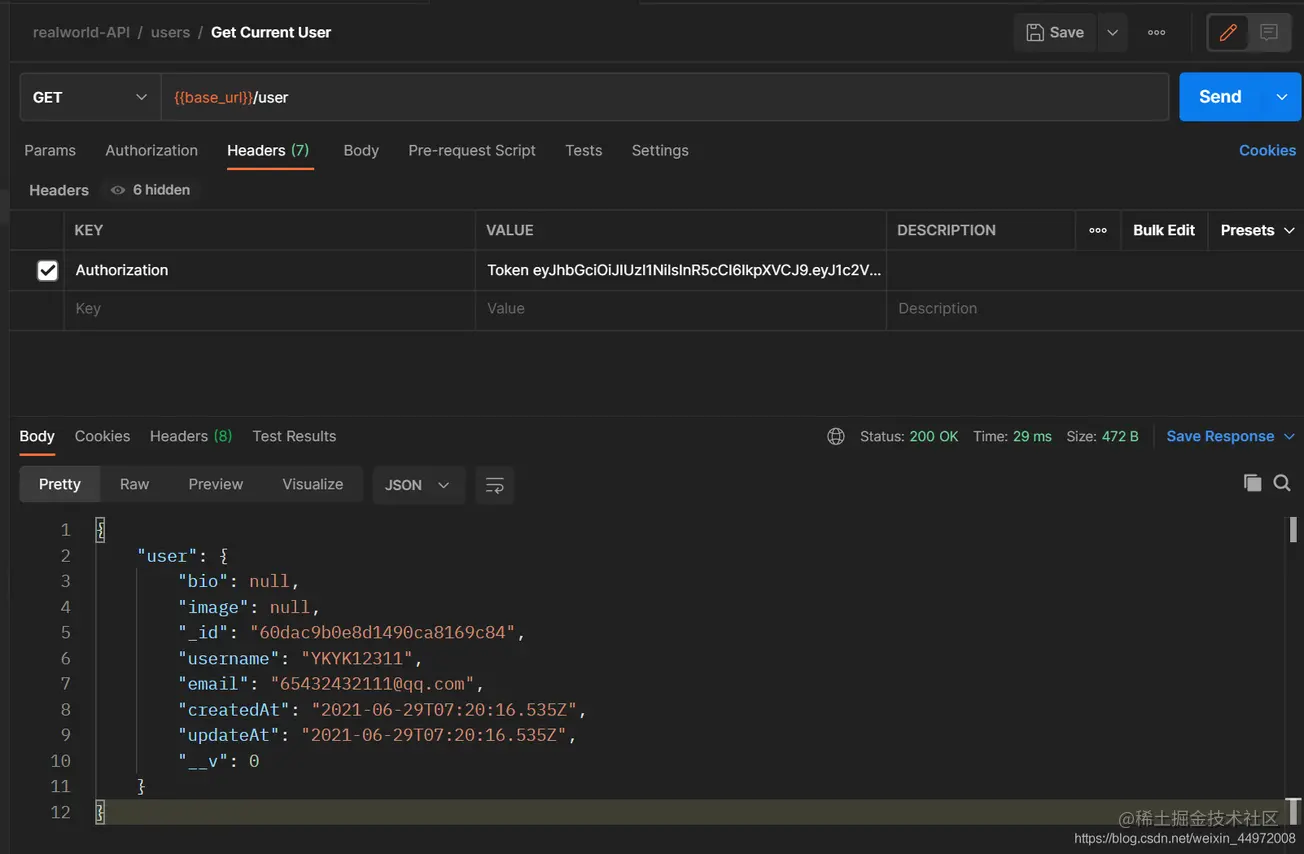 realworld-API / users / Get Current User Save
GET {{base_url}}/user Send
Params Authorization Headers (7) Body Pre-request Script Tests Settings Cookies
Headers 6 hidden
KEY VALUE DESCRIPTION Bulk Edit Presets
Authorization Token eyJhbGciOiJIUzI1NiIsInR5cCI6IkpXVCJ9.eyJ1c2V...
Key Value Description
Body Cookies Headers (8) Test Results Status: 200 OK Time: 29 ms Size: 472 B Save Response
Pretty Raw Preview Visualize JSON
1 {
2 "user": {
3 "bio": null,
4 "image": null,
5 "_id": "60dac9b0e8d1490ca8169c84",
6 "username": "YKYK12311",
7 "email": "65432432111@qq.com",
8 "createdAt": "2021-06-29T07:20:16.535Z",
9 "updateAt": "2021-06-29T07:20:16.535Z",
10 "__v": 0
11 }
12 }
@稀土掘金技术社区
https://blog.csdn.net/weixin_44972008